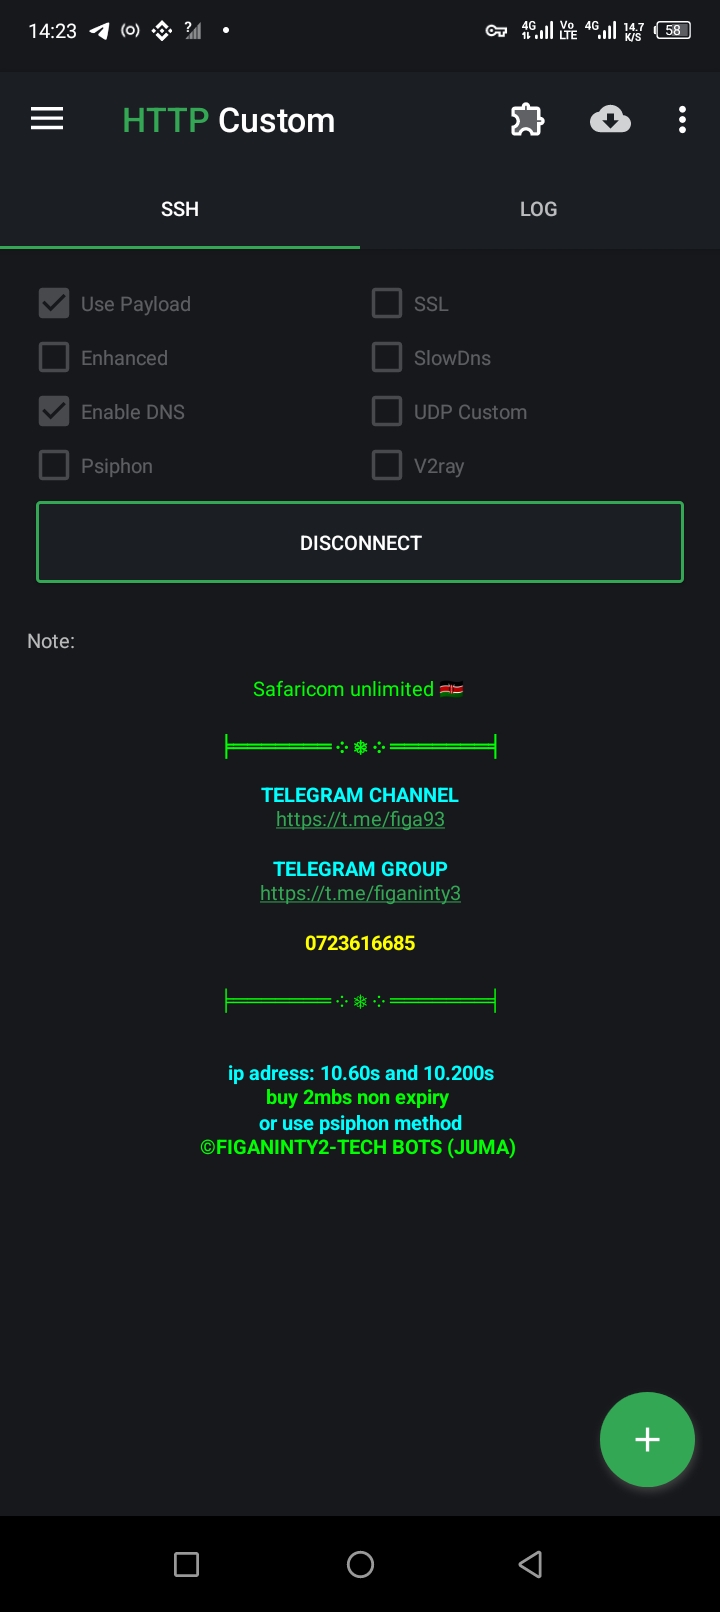 14:23
4G Vo LTE 4G 14.7 K/S 58
HTTP Custom
SSH LOG
Use Payload SSL
Enhanced SlowDns
Enable DNS UDP Custom
Psiphon V2ray
DISCONNECT
Note:
Safaricom unlimited 🇰🇪
TELEGRAM CHANNEL
https://t.me/figa93
TELEGRAM GROUP
https://t.me/figaninty3
0723616685
ip adress: 10.60s and 10.200s
buy 2mbs non expiry
or use psiphon method
©FIGANINTY2-TECH BOTS (JUMA)